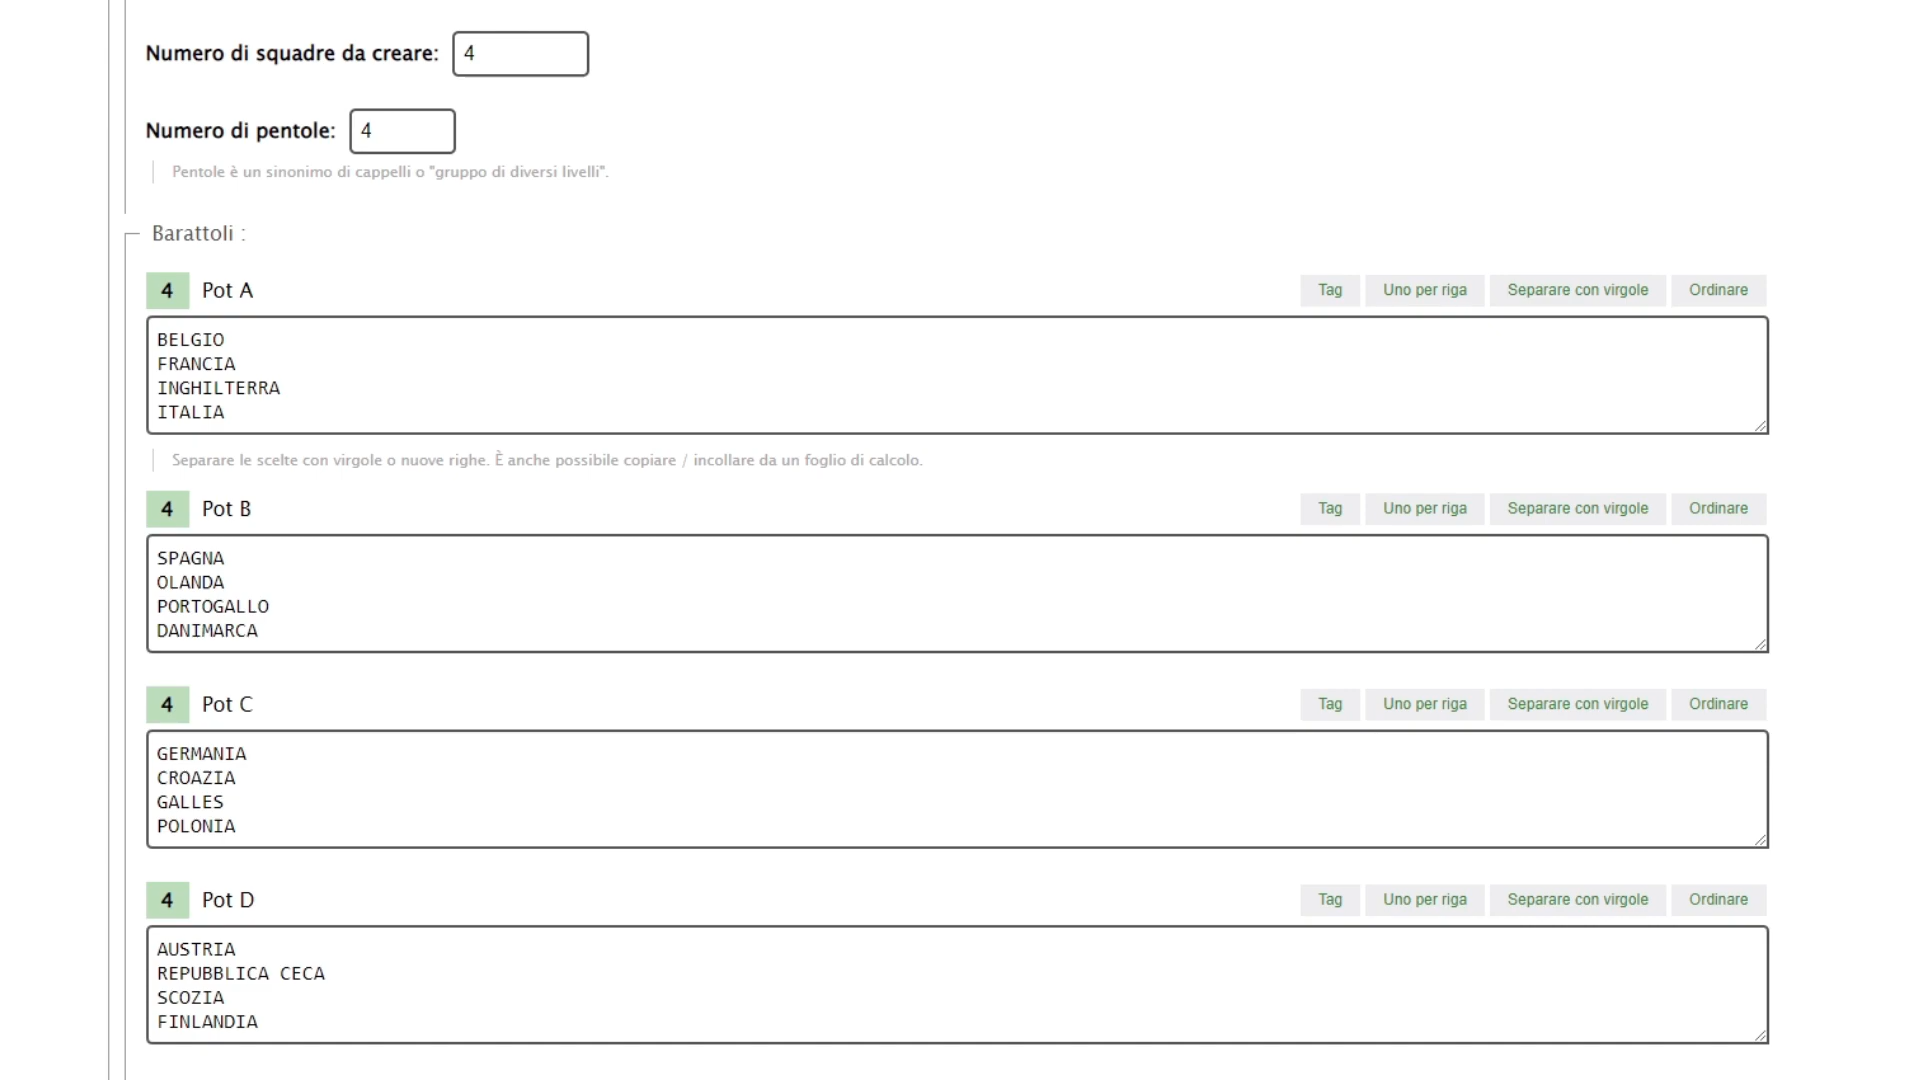 Numero di squadre da creare: 4
Numero di pentole: 4
Pentole è un sinonimo di cappelli o "gruppo di diversi livelli".
Barattoli :
4 Pot A Tag Uno per riga Separare con virgole Ordinare
BELGIO
FRANCIA
INGHILTERRA
ITALIA
Separare le scelte con virgole o nuove righe. È anche possibile copiare / incollare da un foglio di calcolo.
4 Pot B Tag Uno per riga Separare con virgole Ordinare
SPAGNA
OLANDA
PORTOGALLO
DANIMARCA
4 Pot C Tag Uno per riga Separare con virgole Ordinare
GERMANIA
CROAZIA
GALLES
POLONIA
4 Pot D Tag Uno per riga Separare con virgole Ordinare
AUSTRIA
REPUBBLICA CECA
SCOZIA
FINLANDIA